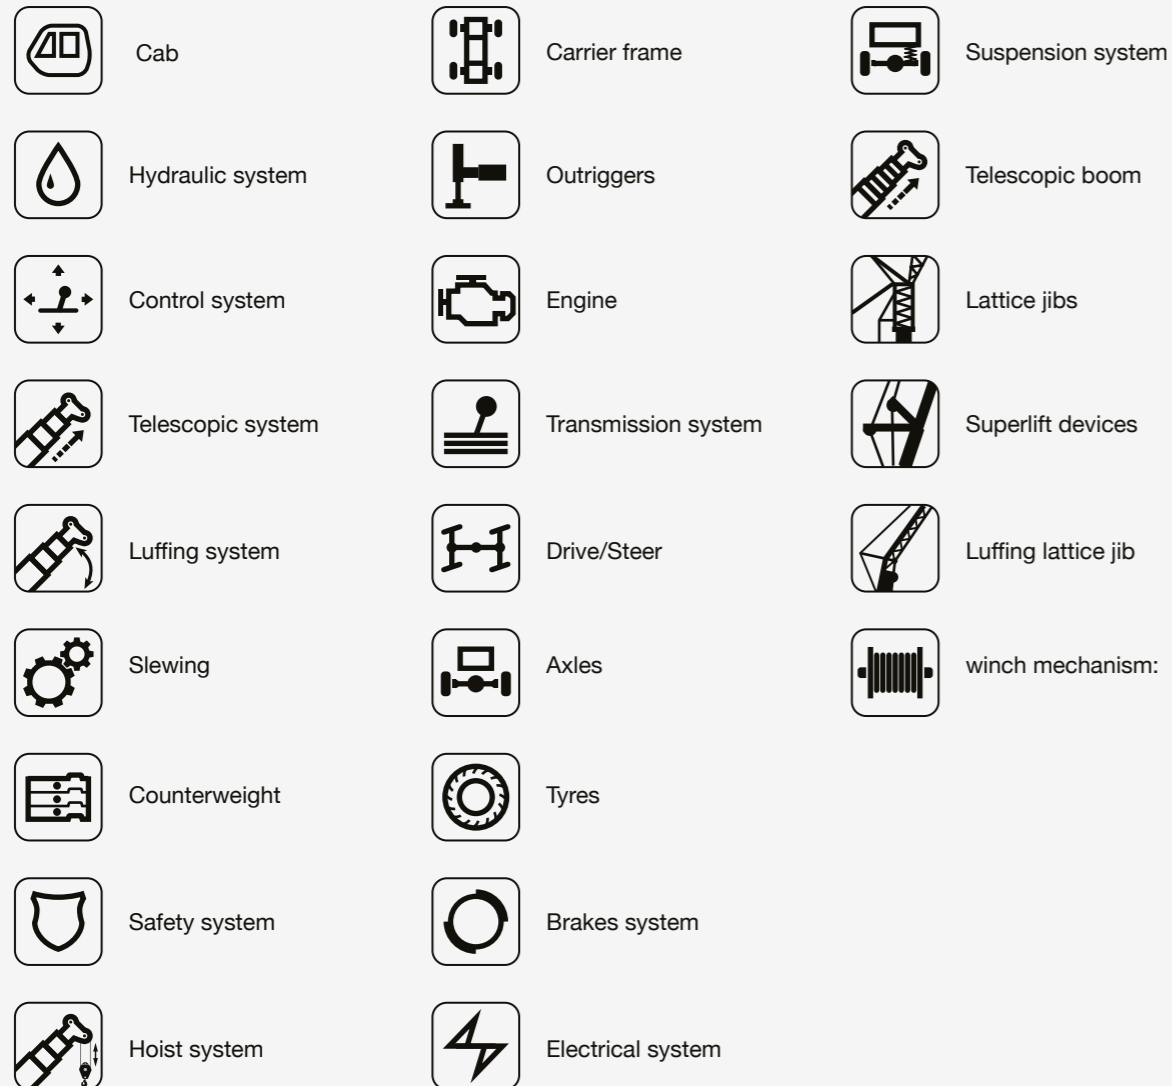 Cab
Hydraulic system
Control system
Telescopic system
Luffing system
Slewing
Counterweight
Safety system
Hoist system
Carrier frame
Outriggers
Engine
Transmission system
Drive/Steer
Axles
Tyres
Brakes system
Electrical system
Suspension system
Telescopic boom
Lattice jibs
Superlift devices
Luffing lattice jib
winch mechanism: